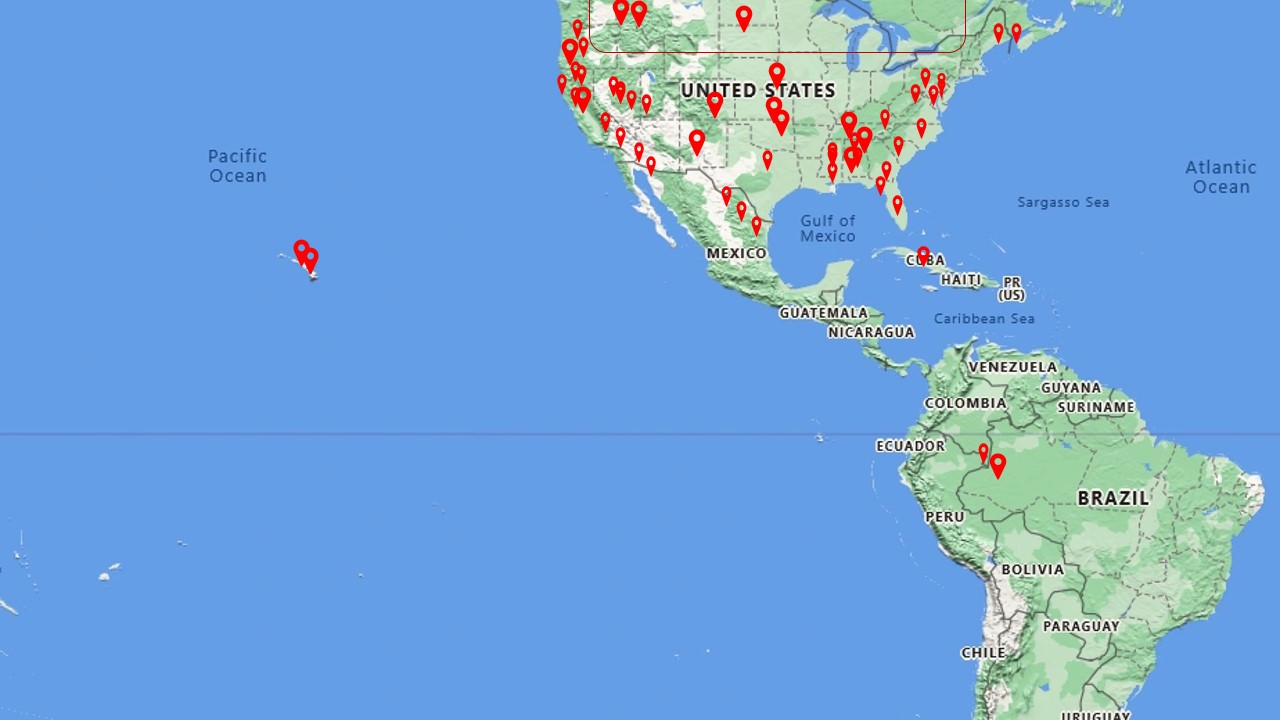 UNITED STATES
Pacific
Ocean
Atlantic
Ocean
Sargasso Sea
Gulf of
Mexico
MEXICO
CUBA
HAITI
PR
(US)
GUATEMALA
Caribbean Sea
NICARAGUA
VENEZUELA
GUYANA
COLOMBIA
SURINAME
ECUADOR
BRAZIL
PERU
BOLIVIA
PARAGUAY
CHILE
URUGUAY